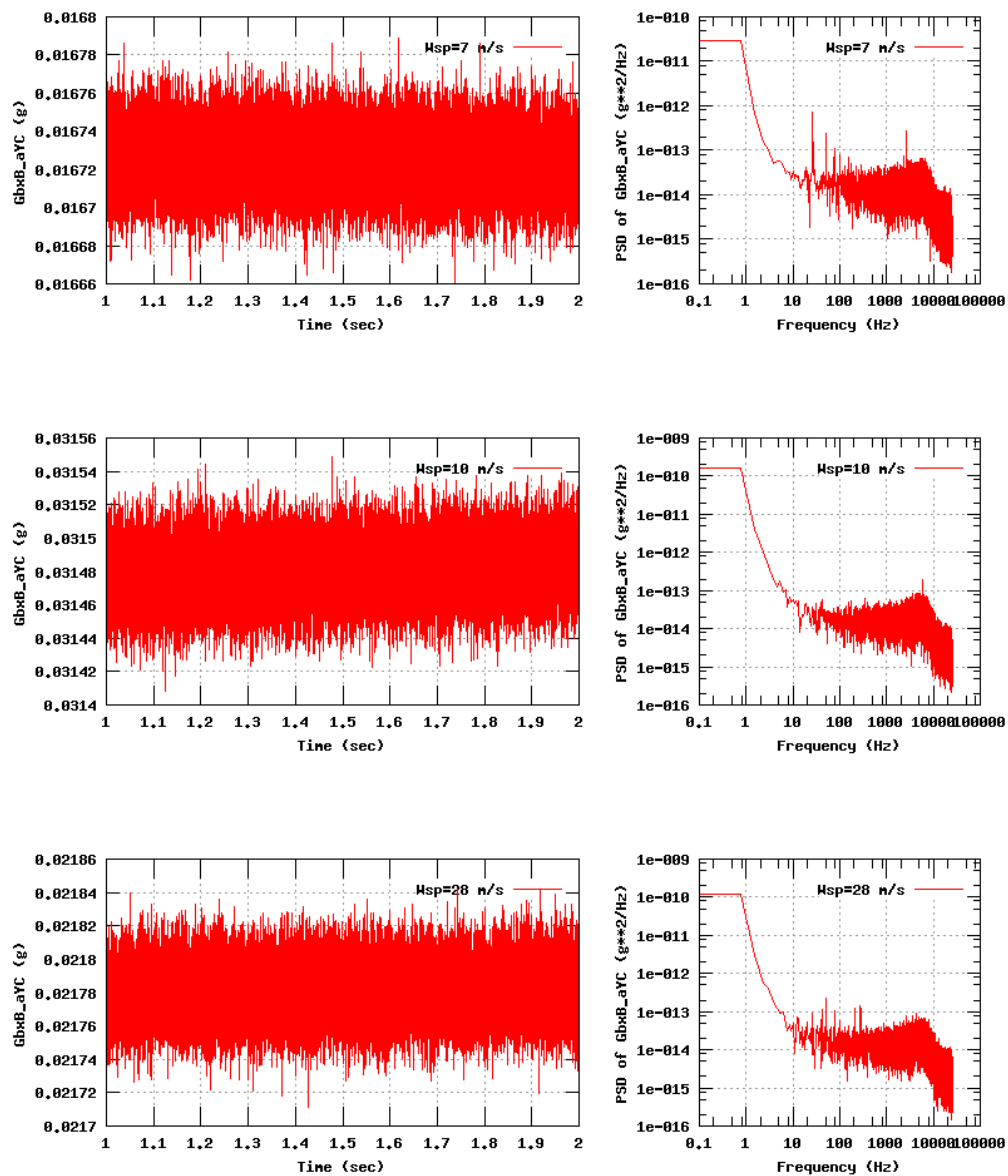 0.0168
0.01678
0.01676
0.01674
0.01672
0.0167
0.01668
0.01666
GbxB_aYC (g)
Wsp=7 m/s
1 1.1 1.2 1.3 1.4 1.5 1.6 1.7 1.8 1.9 2
Time (sec)
1e-010
1e-011
1e-012
1e-013
1e-014
1e-015
1e-016
PSD of GbxB_aYC (g**2/Hz)
Wsp=7 m/s
0.1 1 10 100 1000 10000 100000
Frequency (Hz)
0.03156
0.03154
0.03152
0.0315
0.03148
0.03146
0.03144
0.03142
0.0314
GbxB_aYC (g)
Wsp=10 m/s
1 1.1 1.2 1.3 1.4 1.5 1.6 1.7 1.8 1.9 2
Time (sec)
1e-009
1e-010
1e-011
1e-012
1e-013
1e-014
1e-015
1e-016
PSD of GbxB_aYC (g**2/Hz)
Wsp=10 m/s
0.1 1 10 100 1000 10000 100000
Frequency (Hz)
0.02186
0.02184
0.02182
0.0218
0.02178
0.02176
0.02174
0.02172
0.0217
GbxB_aYC (g)
Wsp=28 m/s
1 1.1 1.2 1.3 1.4 1.5 1.6 1.7 1.8 1.9 2
Time (sec)
1e-009
1e-010
1e-011
1e-012
1e-013
1e-014
1e-015
1e-016
PSD of GbxB_aYC (g**2/Hz)
Wsp=28 m/s
0.1 1 10 100 1000 10000 100000
Frequency (Hz)